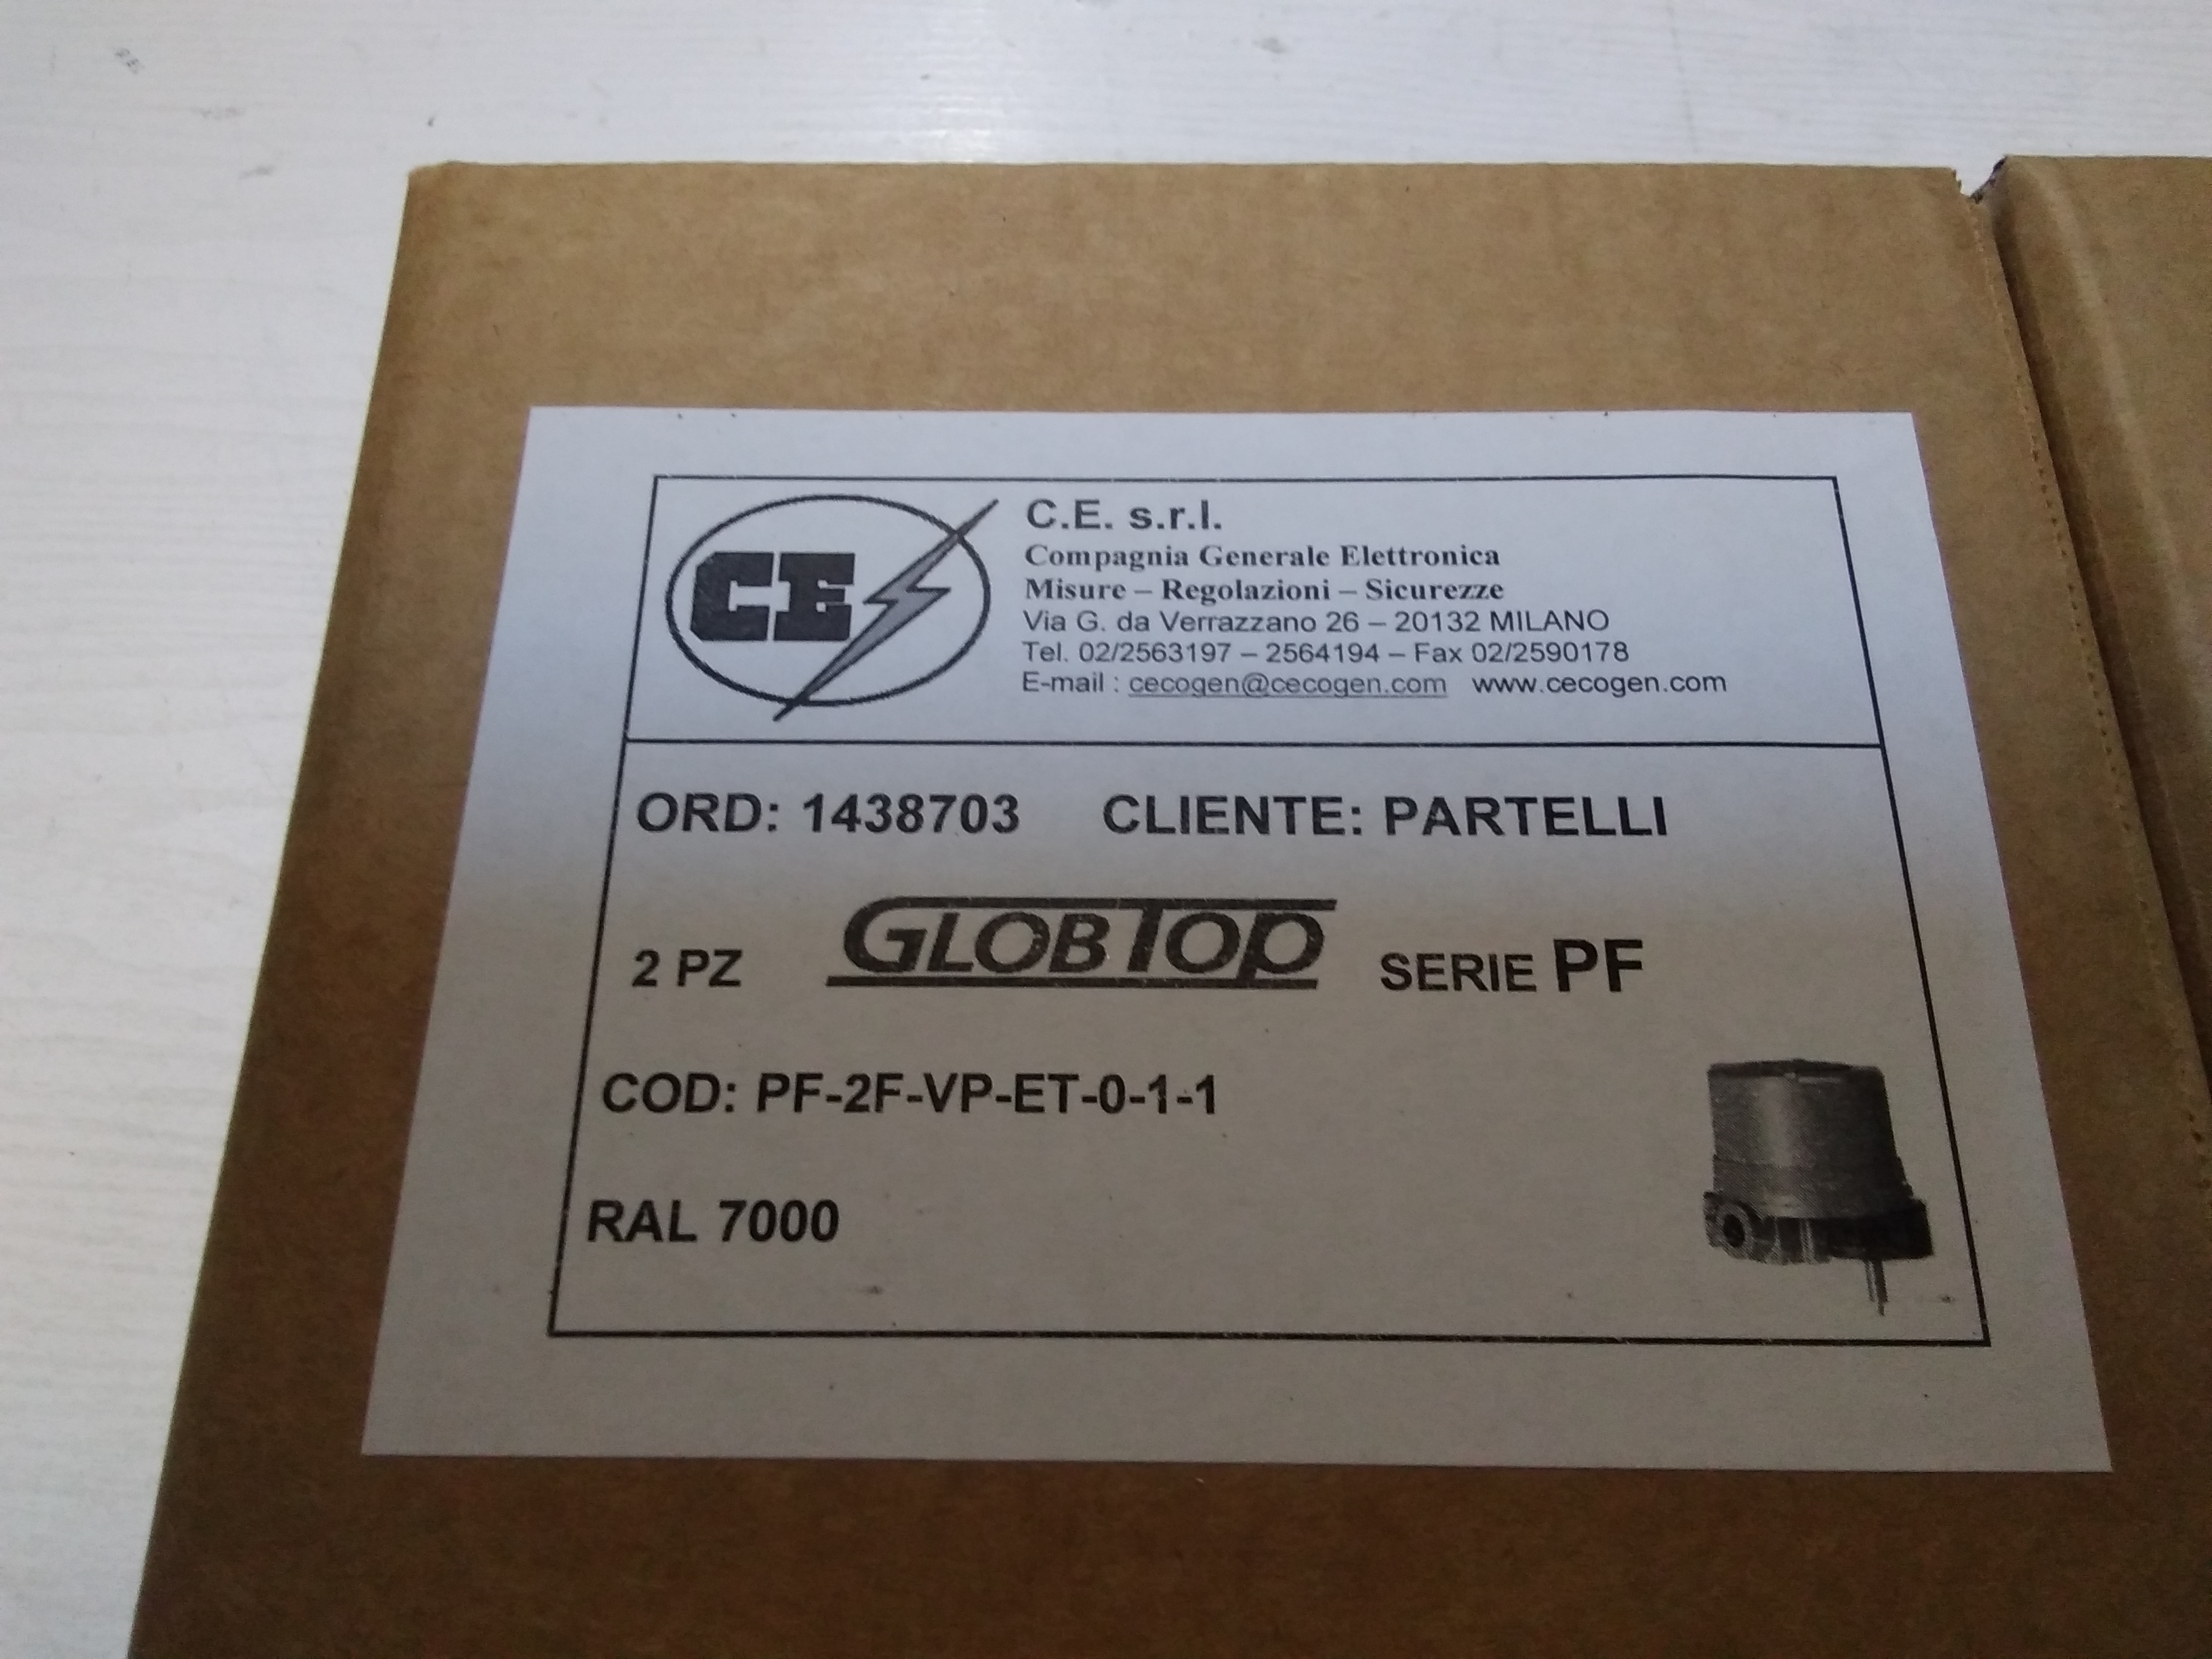 CE
C.E. s.r.l.
Compagnia Generale Elettronica
Misure – Regolazioni – Sicurezze
Via G. da Verrazzano 26 – 20132 MILANO
Tel. 02/2563197 – 2564194 – Fax 02/2590178
E-mail : cecogen@cecogen.com www.cecogen.com
ORD: 1438703 CLIENTE: PARTELLI
2 PZ GLOBTOP SERIE PF
COD: PF-2F-VP-ET-0-1-1
RAL 7000